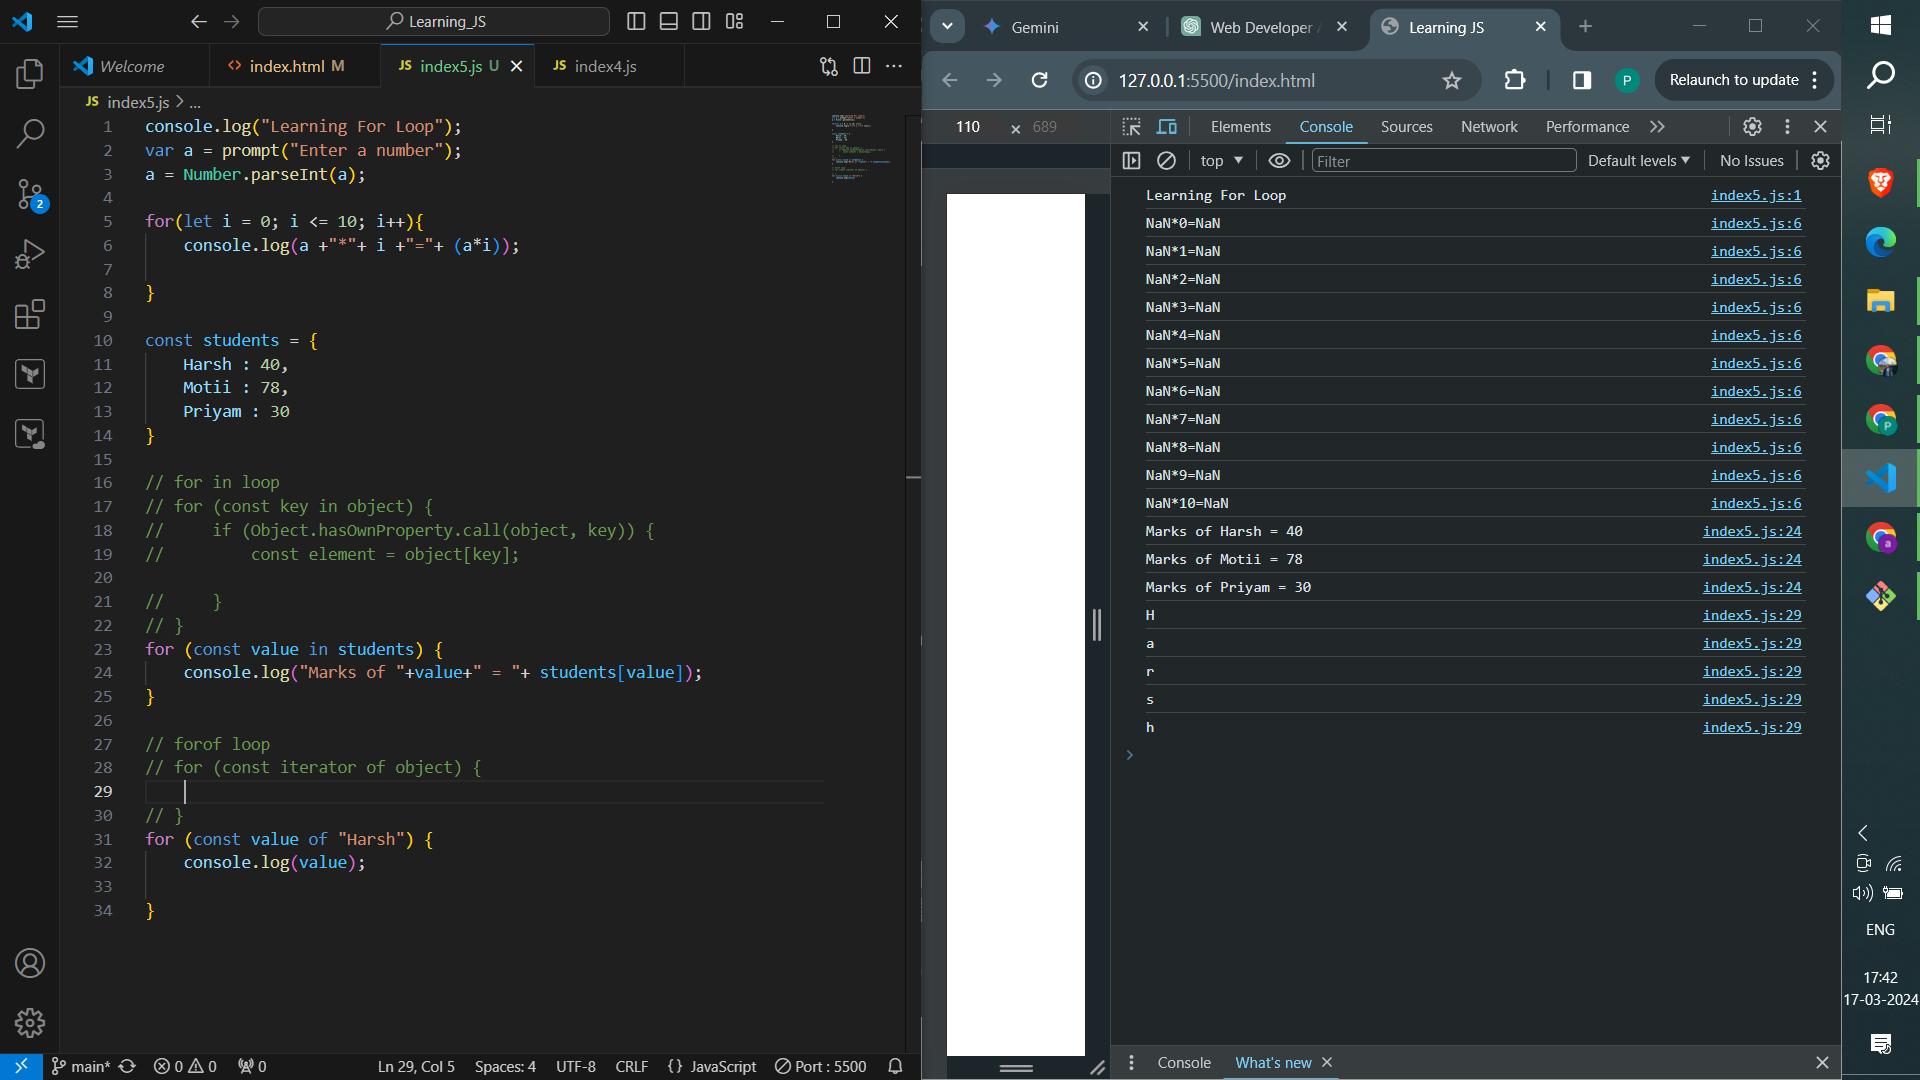 Learning_JS
Welcome
index.html M
JS index5.js U
JS index4.js
JS index5.js > ...
1 console.log("Learning For Loop");
2 var a = prompt("Enter a number");
3 a = Number.parseInt(a);
4
5 for(let i = 0; i <= 10; i++){
6 console.log(a +"*"+ i +"="+ (a*i));
7
8 }
9
10 const students = {
11 Harsh : 40,
12 Motii : 78,
13 Priyam : 30
14 }
15
16 // for in loop
17 // for (const key in object) {
18 // if (Object.hasOwnProperty.call(object, key)) {
19 // const element = object[key];
20
21 // }
22 // }
23 for (const value in students) {
24 console.log("Marks of "+value+" = "+ students[value]);
25 }
26
27 // forof loop
28 // for (const iterator of object) {
29
30 // }
31 for (const value of "Harsh") {
32 console.log(value);
33
34 }
2
main* 0 0 0 Ln 29, Col 5 Spaces: 4 UTF-8 CRLF {} JavaScript Port : 5500
Gemini
Web Developer
Learning JS
127.0.0.1:5500/index.html
P
Relaunch to update
110 × 689
Elements Console Sources Network Performance
top Filter Default levels No Issues
Learning For Loop index5.js:1
NaN*0=NaN index5.js:6
NaN*1=NaN index5.js:6
NaN*2=NaN index5.js:6
NaN*3=NaN index5.js:6
NaN*4=NaN index5.js:6
NaN*5=NaN index5.js:6
NaN*6=NaN index5.js:6
NaN*7=NaN index5.js:6
NaN*8=NaN index5.js:6
NaN*9=NaN index5.js:6
NaN*10=NaN index5.js:6
Marks of Harsh = 40 index5.js:24
Marks of Motii = 78 index5.js:24
Marks of Priyam = 30 index5.js:24
H index5.js:29
a index5.js:29
r index5.js:29
s index5.js:29
h index5.js:29
Console What's new
P
a
ENG
17:42
17-03-2024